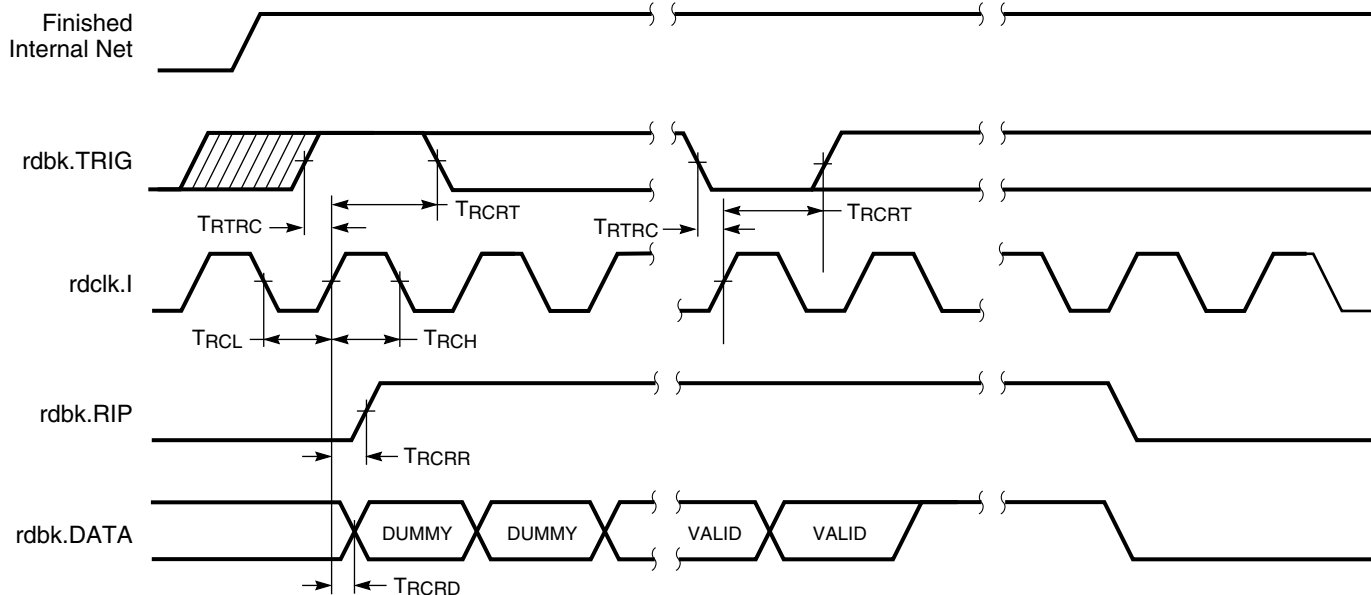 Finished
Internal Net
rdbk.TRIG
TRTRC
TRCRT
TRTRC
TRCRT
rdclk.I
TRCL
TRCH
rdbk.RIP
TRCRR
rdbk.DATA
DUMMY
DUMMY
VALID
VALID
TRCRD